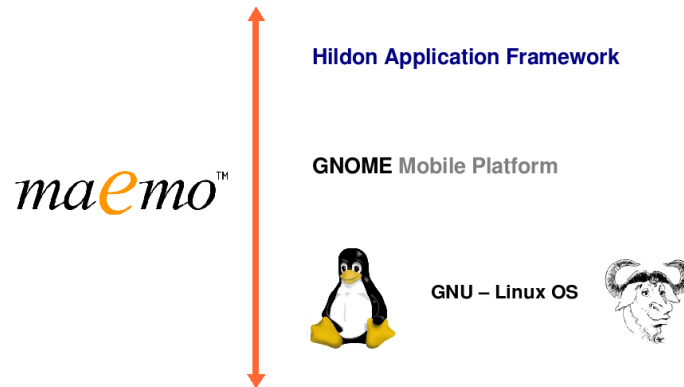 Hildon Application Framework
GNOME Mobile Platform
maemo™
GNU – Linux OS